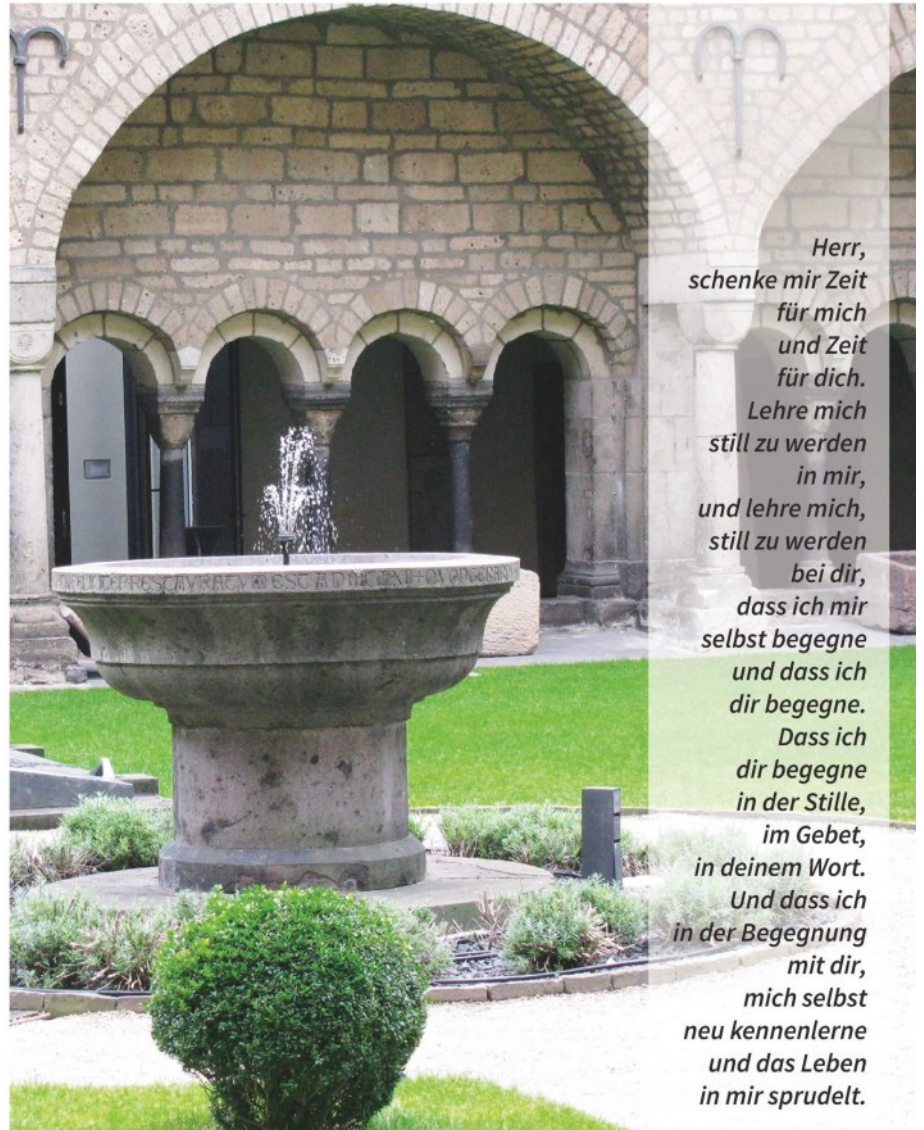 EST
Herr,
schenke mir Zeit
für mich
und Zeit
für dich.
Lehre mich
still zu werden
in mir,
und lehre mich,
still zu werden
bei dir,
dass ich mir
selbst begegne
und dass ich
dir begegne.
Dass ich
dir begegne
in der Stille,
im Gebet,
in deinem Wort.
Und dass ich
in der Begegnung
mit dir,
mich selbst
neu kennenlerne
und das Leben
in mir sprudelt.